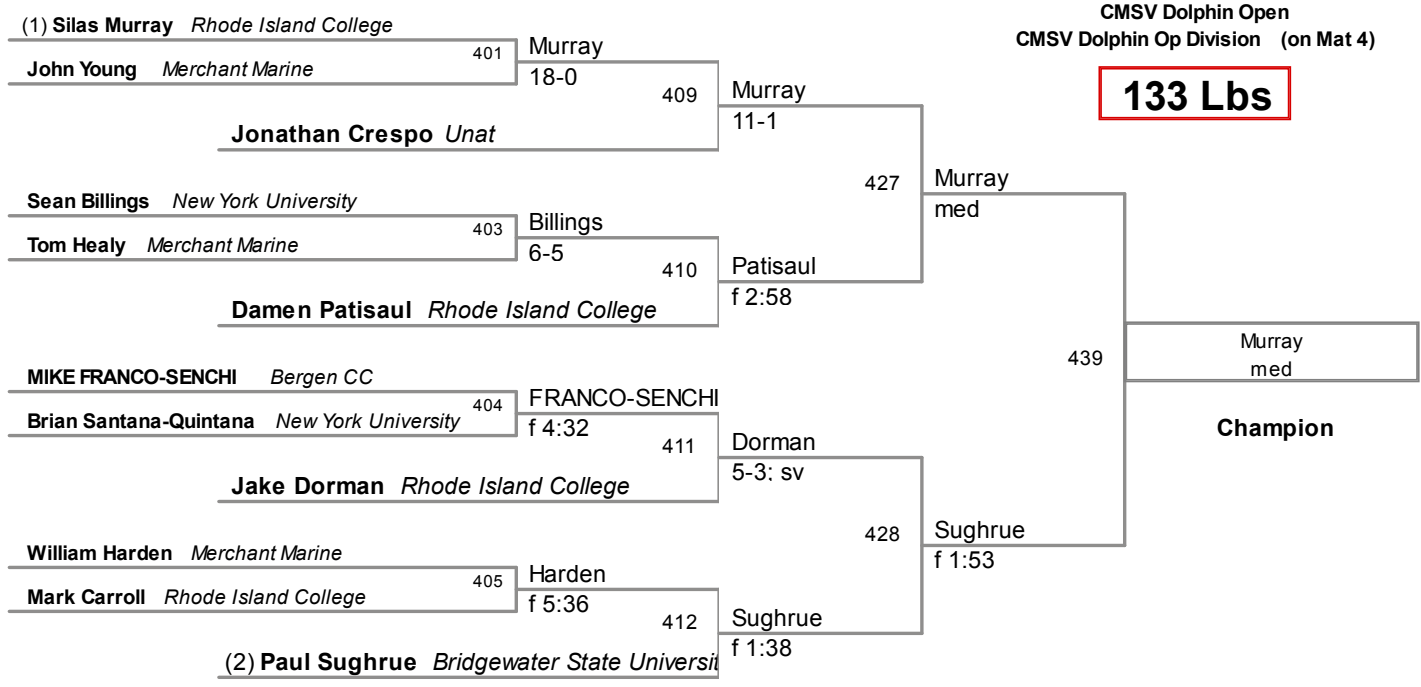 CMSV Dolphin Open
CMSV Dolphin Op Division (on Mat 4)
133 Lbs
(1) Silas Murray Rhode Island College
401
John Young Merchant Marine
Murray
18-0
409
Jonathan Crespo Unat
Murray
11-1
Sean Billings New York University
403
Tom Healy Merchant Marine
Billings
6-5
410
Damen Patisaul Rhode Island College
Patisaul
f 2:58
427
Murray
med
MIKE FRANCO-SENCHI Bergen CC
404
Brian Santana-Quintana New York University
FRANCO-SENCHI
f 4:32
411
Jake Dorman Rhode Island College
Dorman
5-3; sv
William Harden Merchant Marine
405
Mark Carroll Rhode Island College
Harden
f 5:36
412
(2) Paul Sughrue Bridgewater State Universit
Sughrue
f 1:38
428
Sughrue
f 1:53
439
Murray
med
Champion